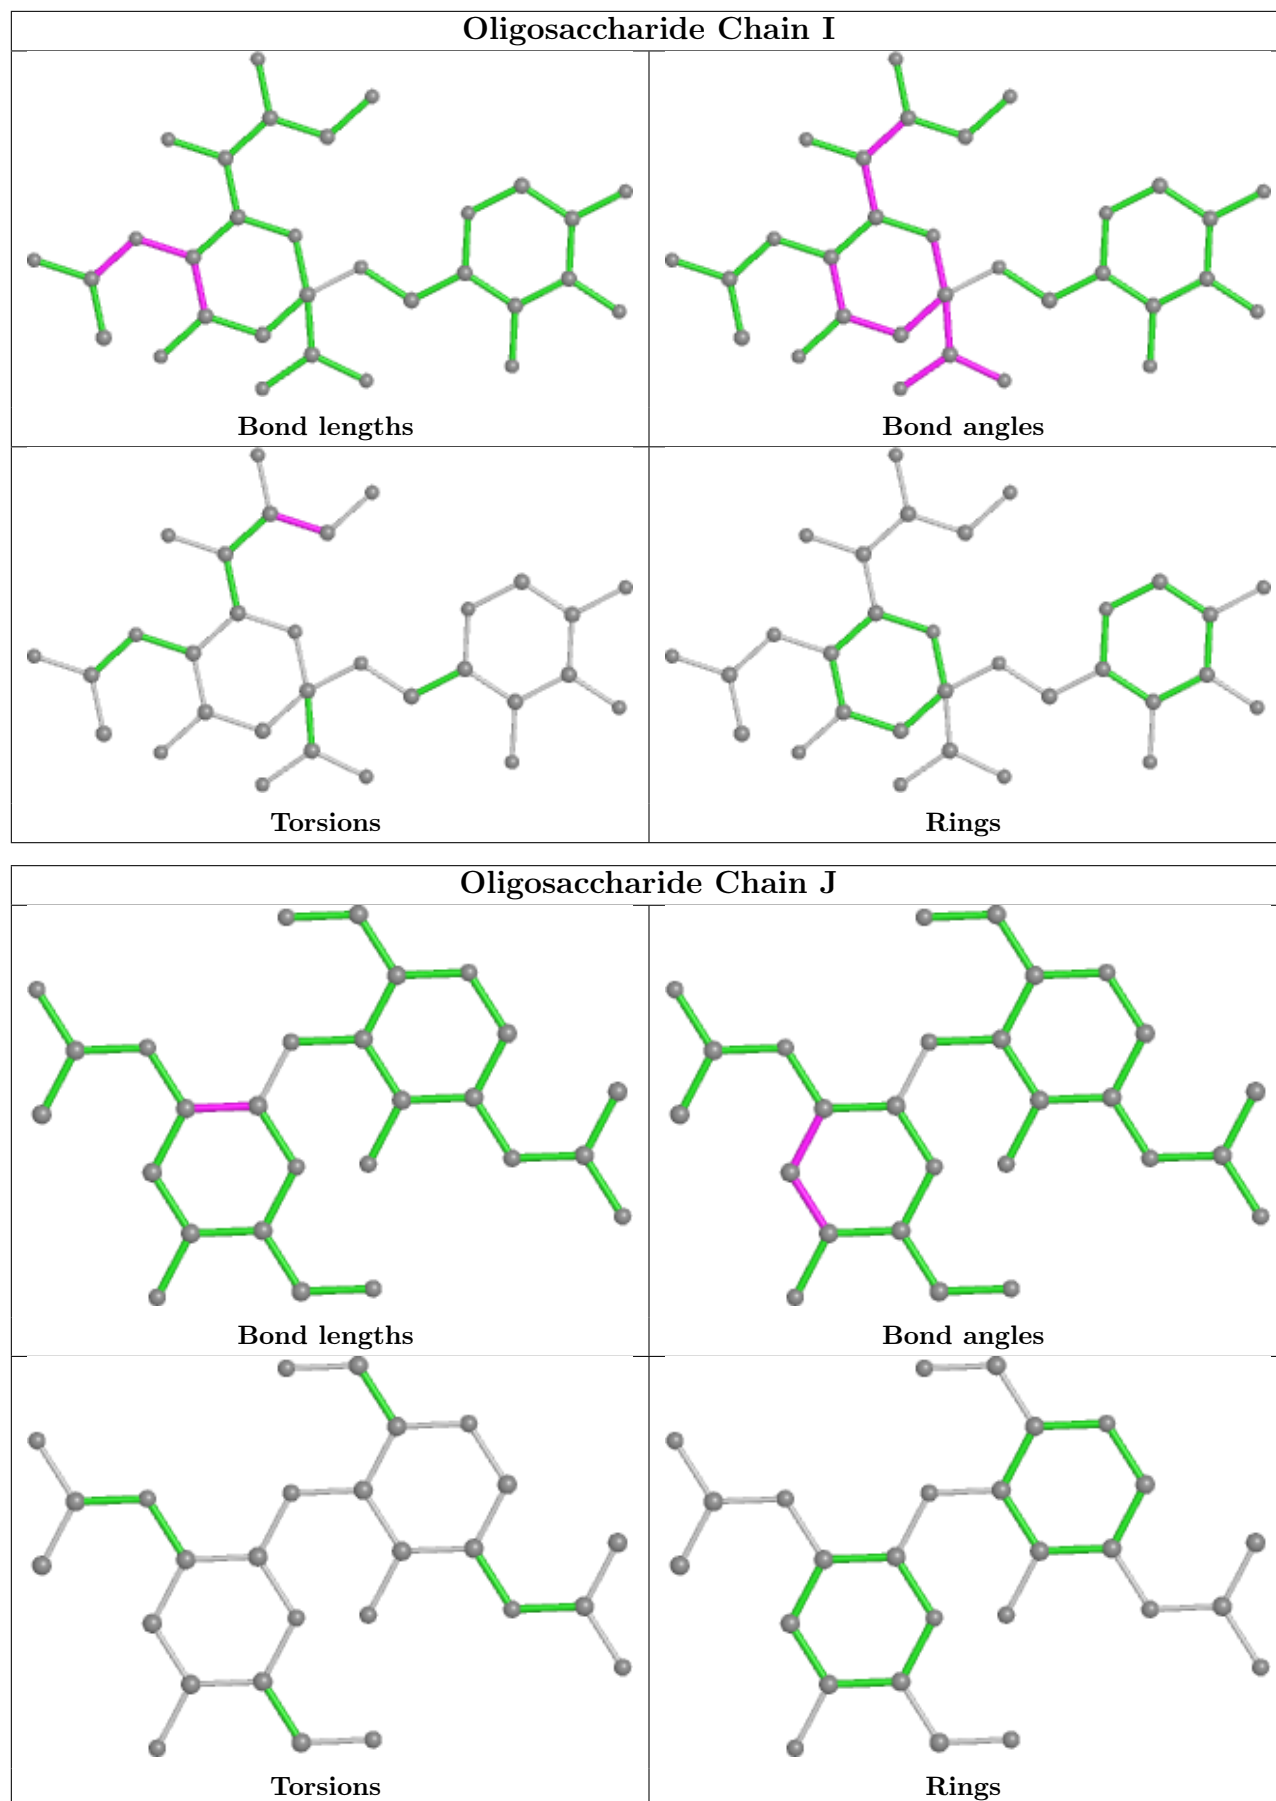 Oligosaccharide Chain I
Bond lengths
Bond angles
Torsions
Rings
Oligosaccharide Chain J
Bond lengths
Bond angles
Torsions
Rings